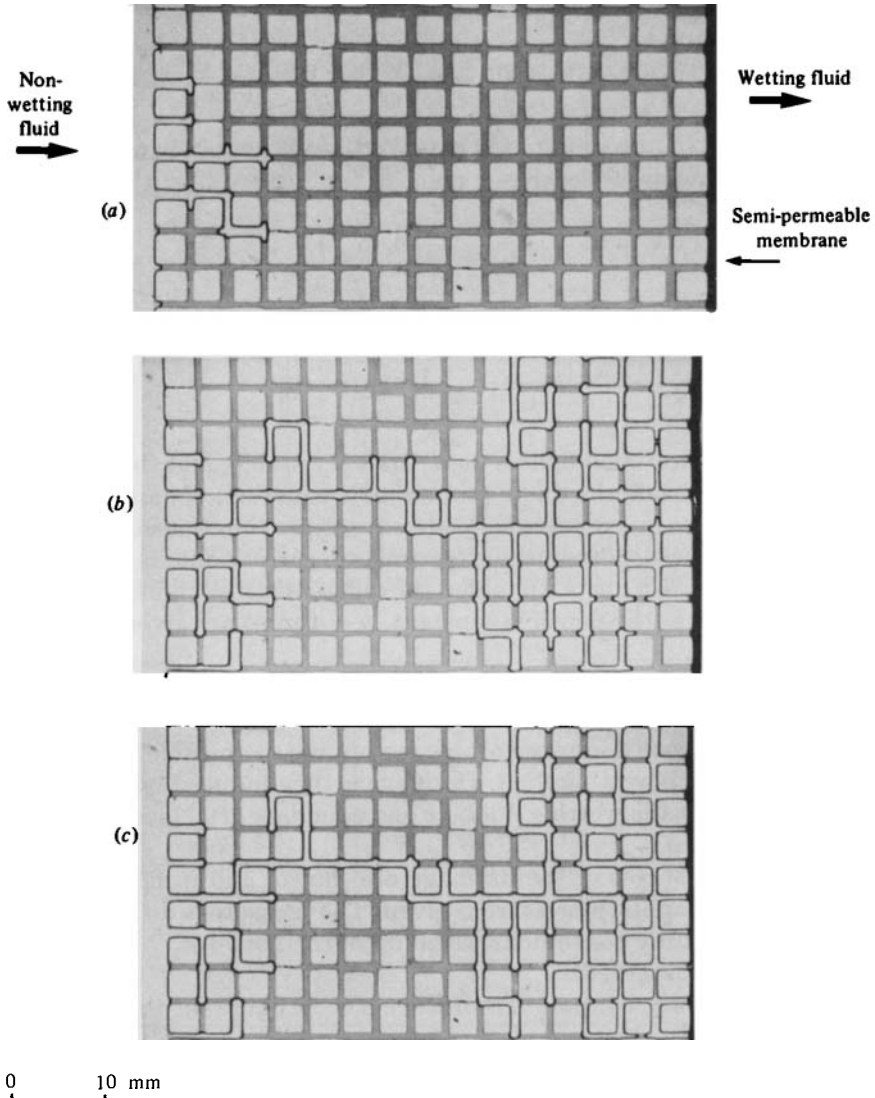 Non-
wetting
fluid
Wetting fluid
(a)
Semi-permeable
membrane
(b)
(c)
0 10 mm